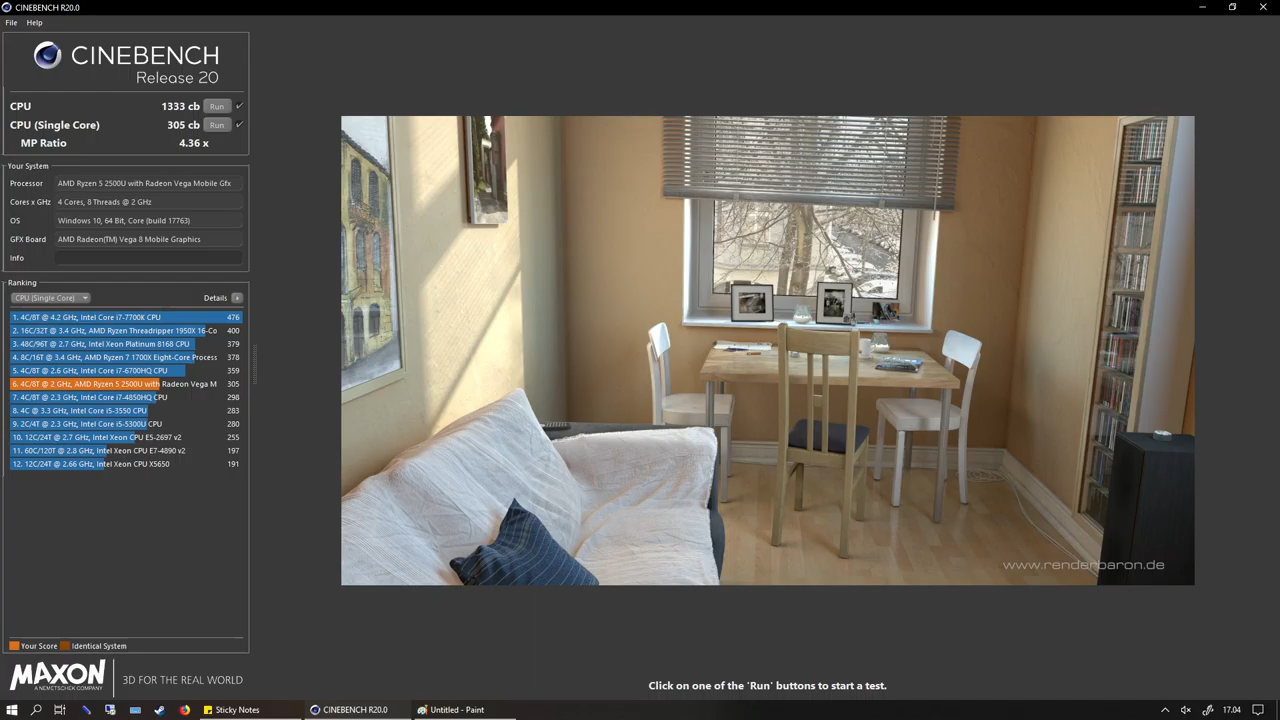 CINEBENCH R20.0
File Help
CINEBENCH
Release 20
CPU 1333 cb Run
CPU (Single Core) 305 cb Run
MP Ratio 4.36 x
Your System
Processor AMD Ryzen 5 2500U with Radeon Vega Mobile Gfx
Cores x GHz 4 Cores, 8 Threads @ 2 GHz
OS Windows 10, 64 Bit, Core (build 17763)
GFX Board AMD Radeon(TM) Vega 8 Mobile Graphics
Info
Ranking
CPU (Single Core) Details
1. 4C/8T @ 4.2 GHz, Intel Core i7-7700K CPU 476
2. 16C/32T @ 3.4 GHz, AMD Ryzen Threadripper 1950X 16-Co 400
3. 48C/96T @ 2.7 GHz, Intel Xeon Platinum 8168 CPU 379
4. 8C/16T @ 3.4 GHz, AMD Ryzen 7 1700X Eight-Core Process 378
5. 4C/8T @ 2.6 GHz, Intel Core i7-6700HQ CPU 359
6. 4C/8T @ 2 GHz, AMD Ryzen 5 2500U with Radeon Vega M 305
7. 4C/8T @ 2.3 GHz, Intel Core i7-4850HQ CPU 298
8. 4C @ 3.3 GHz, Intel Core i5-3550 CPU 283
9. 2C/4T @ 2.3 GHz, Intel Core i5-5300U CPU 280
10. 12C/24T @ 2.7 GHz, Intel Xeon CPU E5-2697 v2 255
11. 60C/120T @ 2.8 GHz, Intel Xeon CPU E7-4890 v2 197
12. 12C/24T @ 2.66 GHz, Intel Xeon CPU X5650 191
www.renderbaron.de
Your Score Identical System
MAXON
A NEMETSCHEK COMPANY
3D FOR THE REAL WORLD
Click on one of the 'Run' buttons to start a test.
Sticky Notes CINEBENCH R20.0 Untitled - Paint 17.04